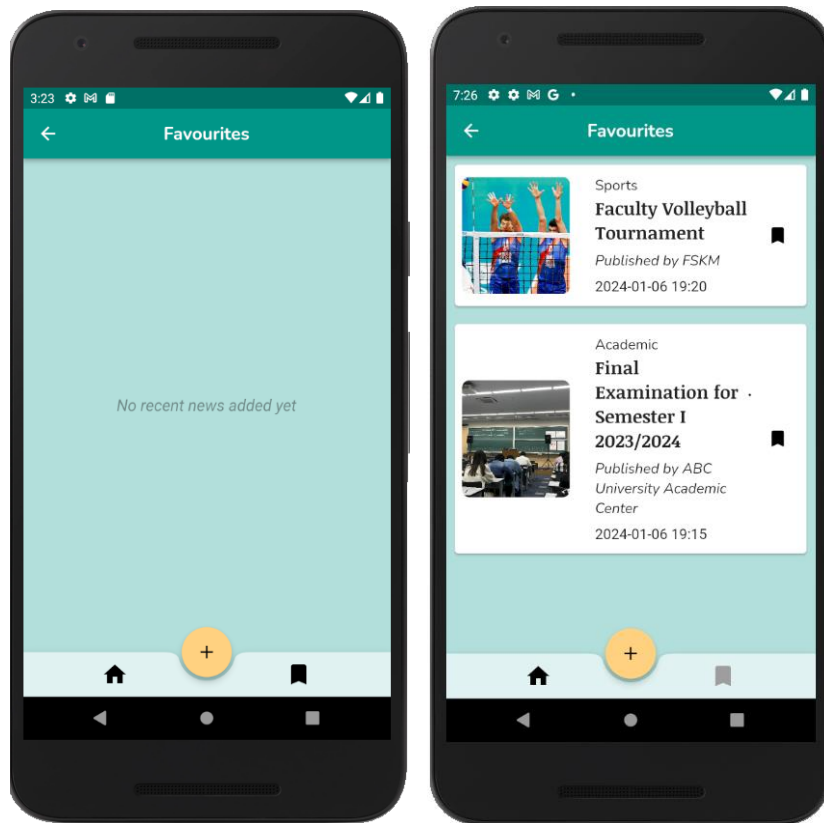 3:23
Favourites
No recent news added yet
+
7:26 G
Favourites
Sports
Faculty Volleyball
Tournament
Published by FSKM
2024-01-06 19:20
Academic
Final
Examination for
Semester I
2023/2024
Published by ABC
University Academic
Center
2024-01-06 19:15
+